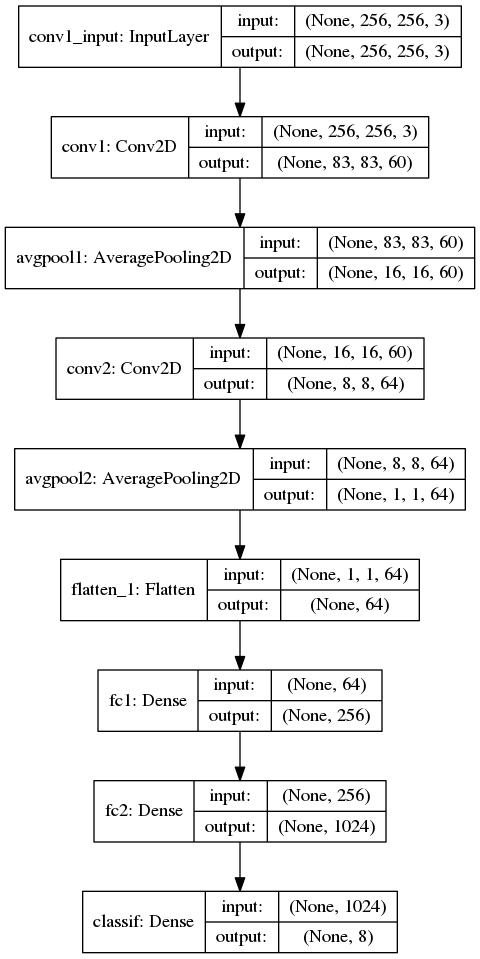 conv1_input: InputLayer
input: (None, 256, 256, 3)
output: (None, 256, 256, 3)
conv1: Conv2D
input: (None, 256, 256, 3)
output: (None, 83, 83, 60)
avgpool1: AveragePooling2D
input: (None, 83, 83, 60)
output: (None, 16, 16, 60)
conv2: Conv2D
input: (None, 16, 16, 60)
output: (None, 8, 8, 64)
avgpool2: AveragePooling2D
input: (None, 8, 8, 64)
output: (None, 1, 1, 64)
flatten_1: Flatten
input: (None, 1, 1, 64)
output: (None, 64)
fc1: Dense
input: (None, 64)
output: (None, 256)
fc2: Dense
input: (None, 256)
output: (None, 1024)
classif: Dense
input: (None, 1024)
output: (None, 8)